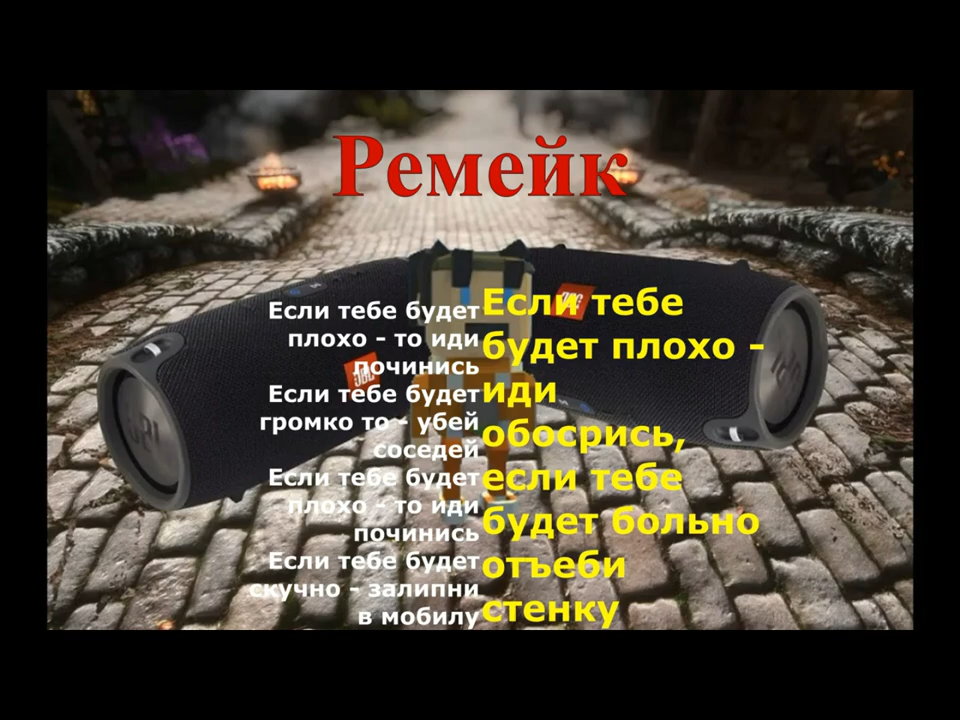 Ремейк
Если тебе будет
плохо - то иди
починись
Если тебе будет
громко то - убей
соседей
Если тебе будет
плохо - то иди
починись
Если тебе будет
скучно - залипни
в мобилу
Если тебе
будет плохо -
иди
обосрись,
если тебе
будет больно
отъеби
стенку
JBL
JBL